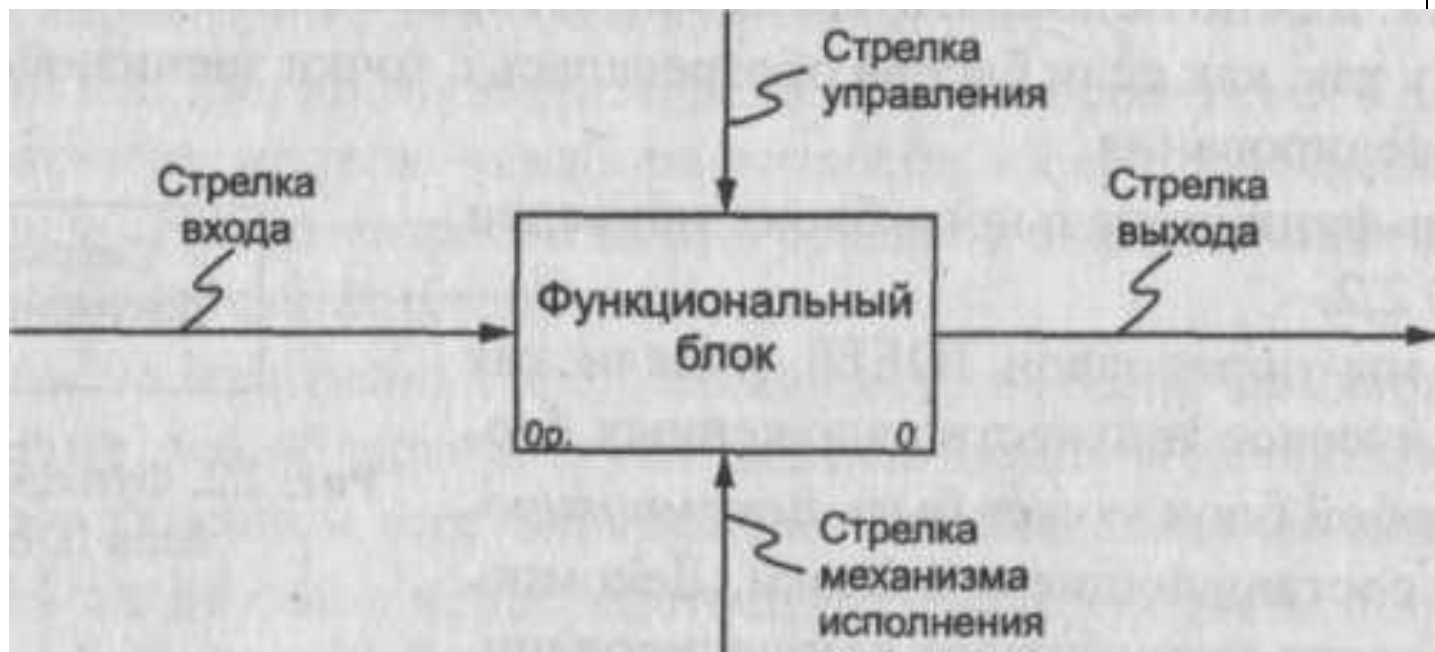 Стрелка
управления
Стрелка
входа
Стрелка
выхода
Функциональный
блок
0р. 0
Стрелка
механизма
исполнения